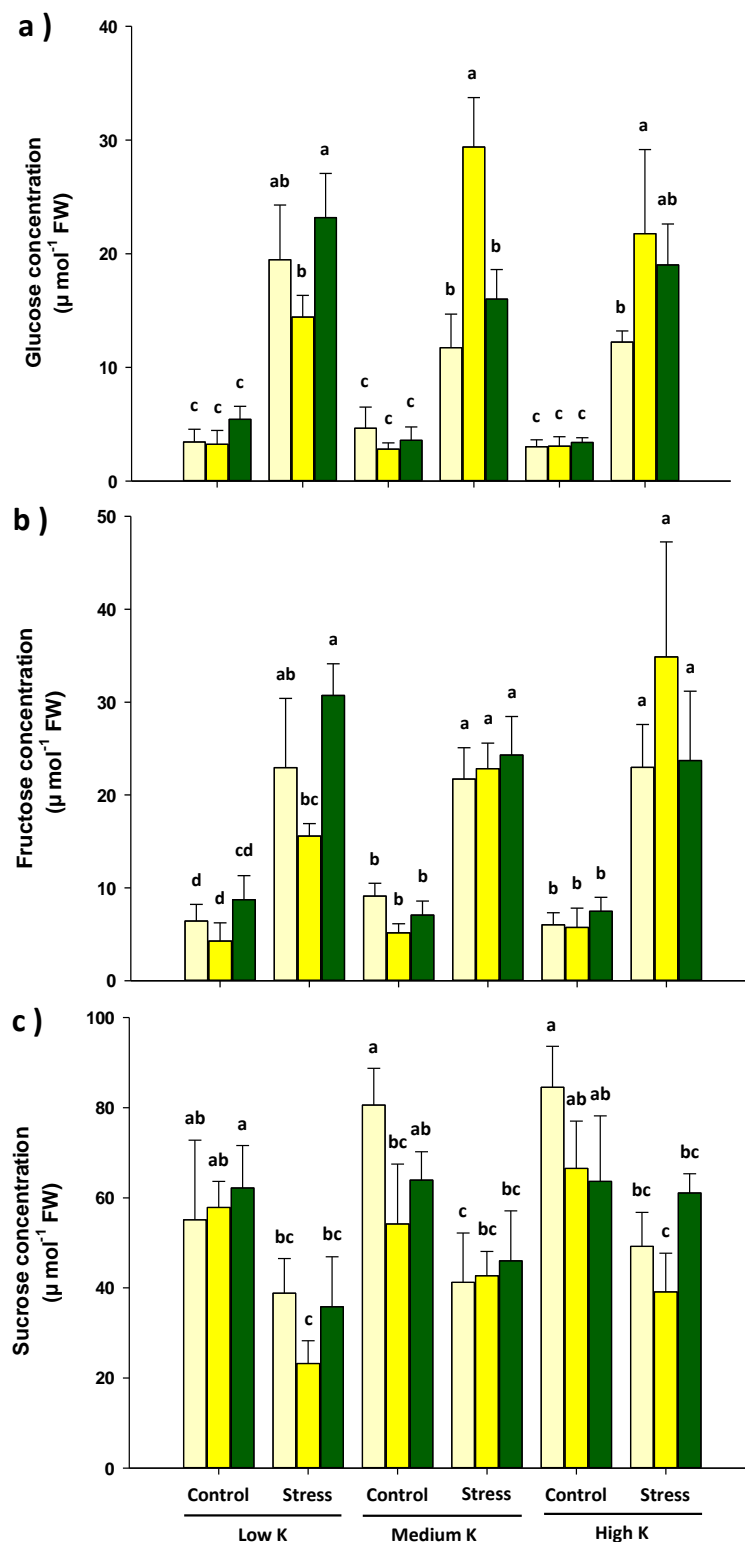 a )
Glucose concentration
(µ mol⁻¹ FW)
40
30
20
10
0
c c c
ab b a
c c c
b a b
c c c
b a ab
b )
Fructose concentration
(µ mol⁻¹ FW)
50
40
30
20
10
0
d d cd
ab bc a
b b b
a a a
b b b
a a a
c )
Sucrose concentration
(µ mol⁻¹ FW)
100
80
60
40
20
0
ab ab a
bc c bc
a bc ab
c bc bc
a ab ab
bc c bc
Control Stress Control Stress Control Stress
Low K Medium K High K